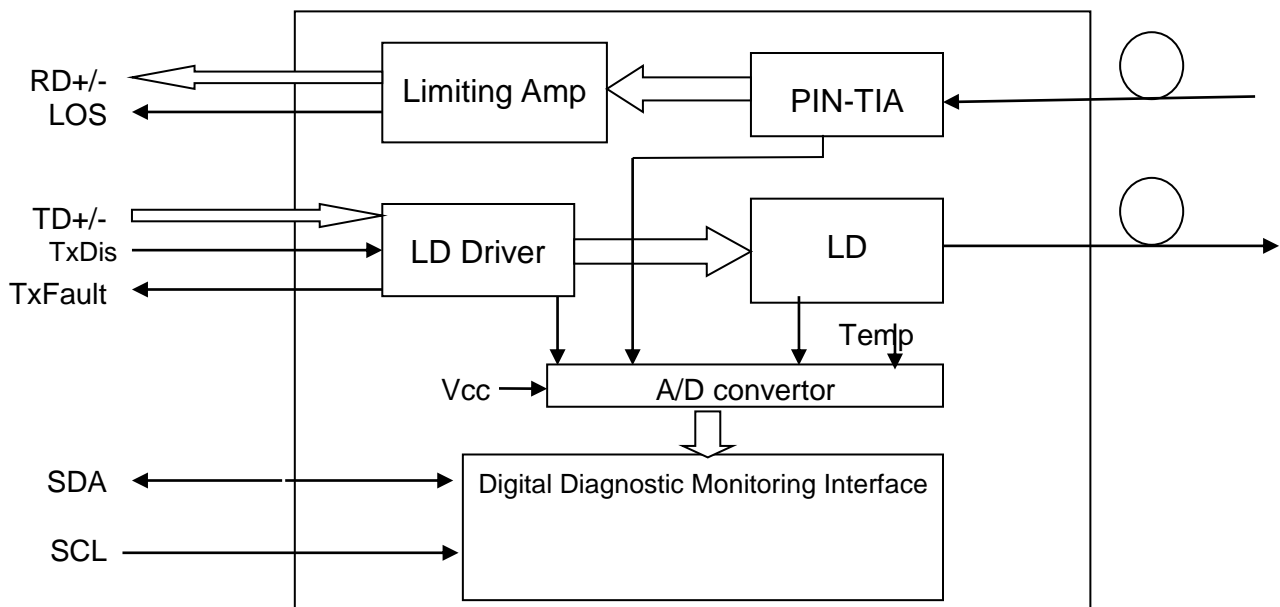 RD+/-
LOS
Limiting Amp
PIN-TIA
TD+/-
TxDis
TxFault
LD Driver
LD
Temp
Vcc
A/D convertor
SDA
SCL
Digital Diagnostic Monitoring Interface